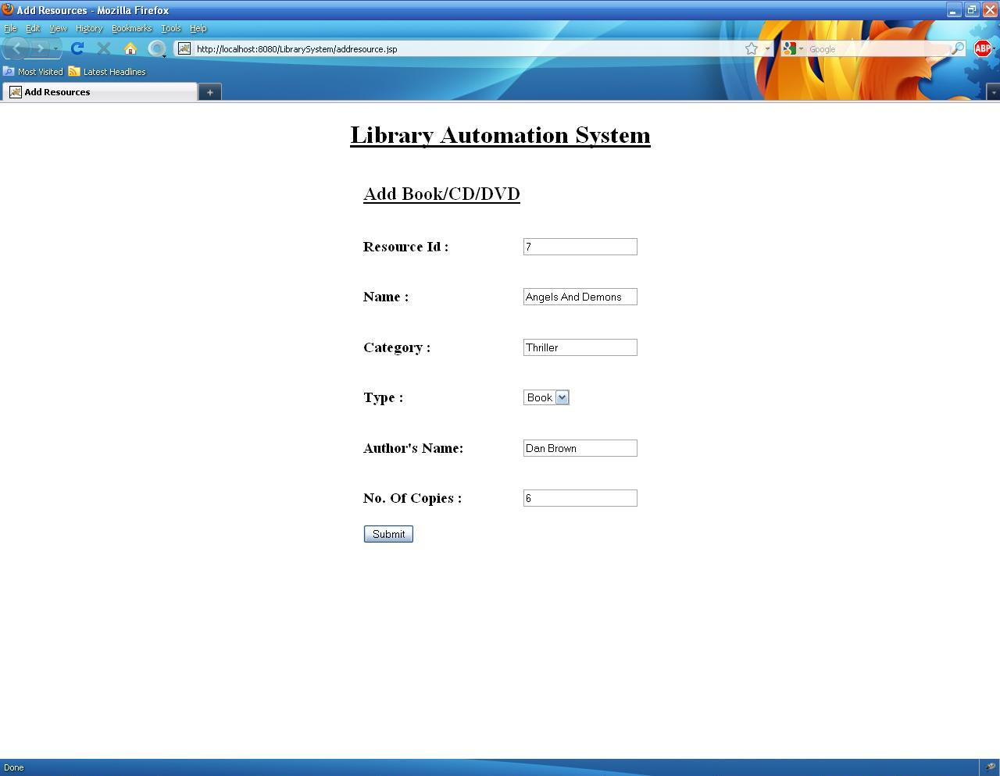 Add Resources - Mozilla Firefox
File Edit View History Bookmarks Tools Help
http://localhost:8080/LibrarySystem/addresource.jsp
Google
ABP
Most Visited Latest Headlines
Add Resources
Library Automation System
Add Book/CD/DVD
Resource Id : 7
Name : Angels And Demons
Category : Thriller
Type : Book
Author's Name: Dan Brown
No. Of Copies : 6
Submit
Done